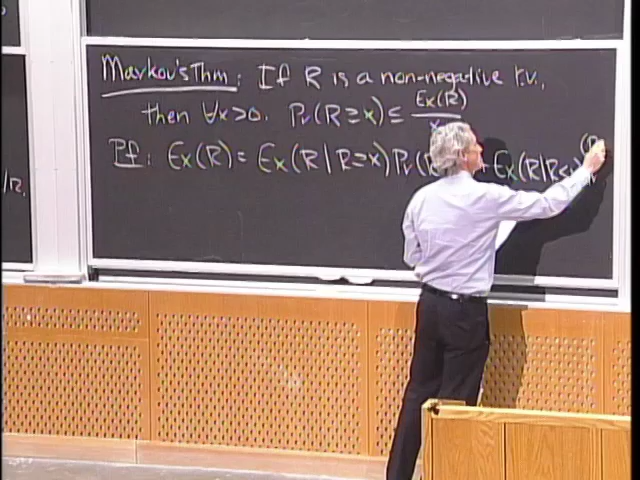 Markov's Thm: If R is a non-negative r.v.,
then ∀x>0. Pr(R≥x) ≤ Ex(R)
Pf: Ex(R) = Ex(R | R≥x) Pr(R + Ex(R | R<
/R.